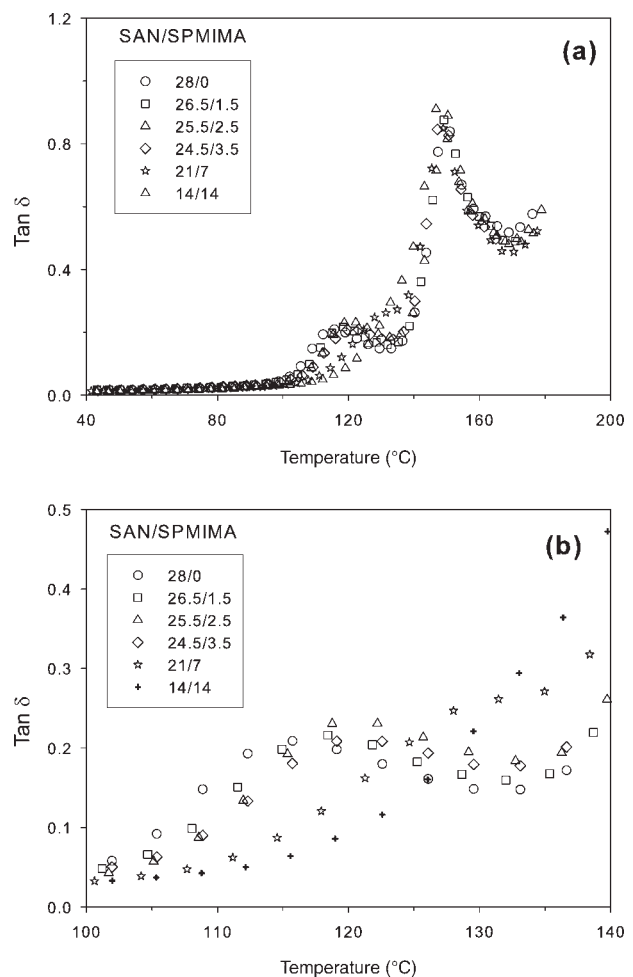 1.2
SAN/SPMIMA
(a)
28/0
26.5/1.5
25.5/2.5
24.5/3.5
21/7
14/14
0.8
Tan δ
0.4
0.0
40 80 120 160 200
Temperature (°C)
0.5
SAN/SPMIMA
(b)
28/0
26.5/1.5
25.5/2.5
24.5/3.5
21/7
14/14
0.4
0.3
Tan δ
0.2
0.1
0.0
100 110 120 130 140
Temperature (°C)